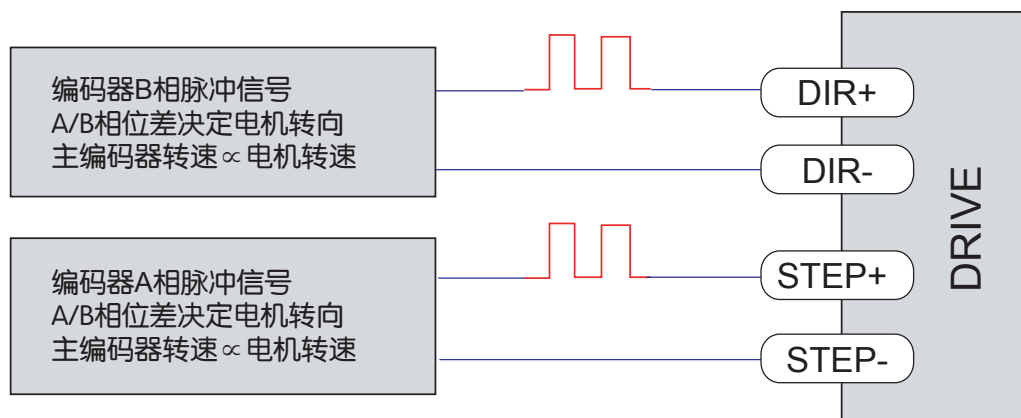 编码器B相脉冲信号
A/B相位差决定电机转向
主编码器转速∝电机转速
DIR+
DIR-
编码器A相脉冲信号
A/B相位差决定电机转向
主编码器转速∝电机转速
STEP+
STEP-
DRIVE